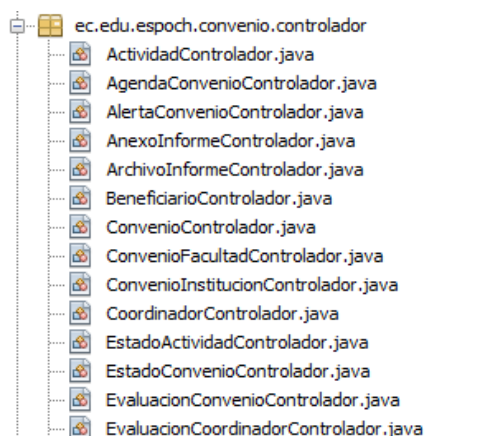 ec.edu.espoch.convenio.controlador
ActividadControlador.java
AgendaConvenioControlador.java
AlertaConvenioControlador.java
AnexoInformeControlador.java
ArchivoInformeControlador.java
BeneficiarioControlador.java
ConvenioControlador.java
ConvenioFacultadControlador.java
ConvenioInstitucionControlador.java
CoordinadorControlador.java
EstadoActividadControlador.java
EstadoConvenioControlador.java
EvaluacionConvenioControlador.java
EvaluacionCoordinadorControlador.java